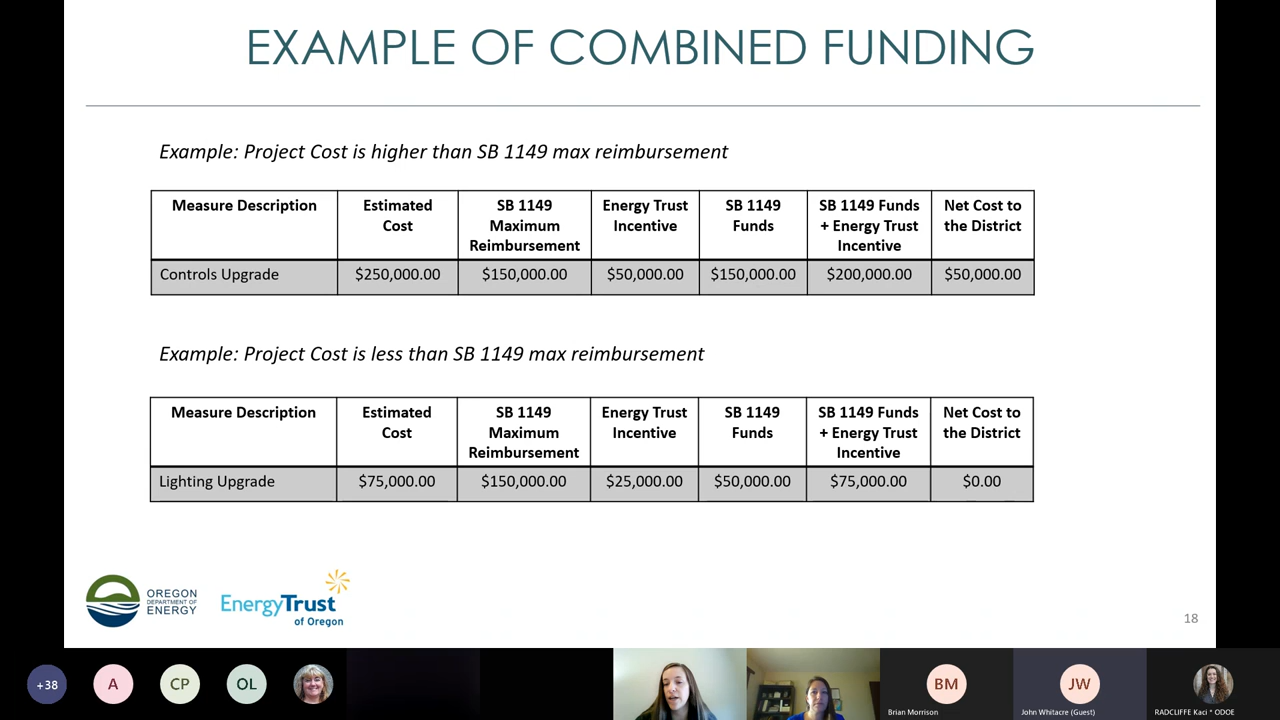 EXAMPLE OF COMBINED FUNDING
Example: Project Cost is higher than SB 1149 max reimbursement
Measure Description
Estimated
Cost
SB 1149
Maximum
Reimbursement
Energy Trust
Incentive
SB 1149
Funds
SB 1149 Funds
+ Energy Trust
Incentive
Net Cost to
the District
Controls Upgrade
$250,000.00
$150,000.00
$50,000.00
$150,000.00
$200,000.00
$50,000.00
Example: Project Cost is less than SB 1149 max reimbursement
Measure Description
Estimated
Cost
SB 1149
Maximum
Reimbursement
Energy Trust
Incentive
SB 1149
Funds
SB 1149 Funds
+ Energy Trust
Incentive
Net Cost to
the District
Lighting Upgrade
$75,000.00
$150,000.00
$25,000.00
$50,000.00
$75,000.00
$0.00
OREGON
DEPARTMENT OF
ENERGY
EnergyTrust
of Oregon
18
+38
A
CP
OL
BM
JW
Brian Morrison
John Whitacre (Guest)
RADCLIFFE Kaci * ODOE